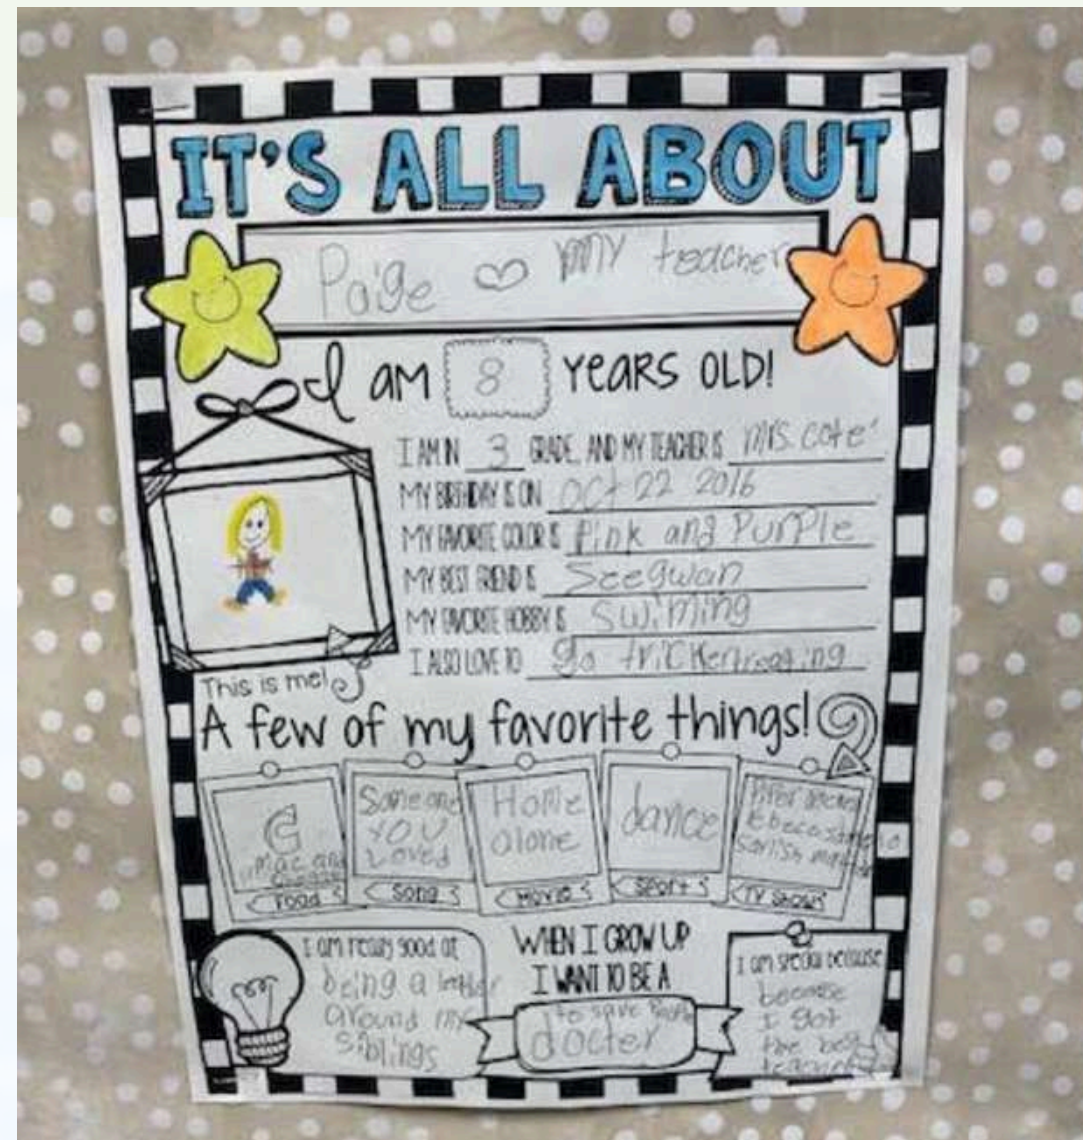 IT'S ALL ABOUT
Paige my teacher
I AM 8 YEARS OLD!
I AM IN 3 GRADE, AND MY TEACHER IS Mrs. cote'
MY BIRTHDAY IS ON Oct 22 2016
MY FAVORITE COLOR IS Pink and Purple
MY BEST FRIEND IS Seegwan
MY FAVORITE HOBBY IS Swiming
I ALSO LOVE TO go
This is me!
A few of my favorite things!
Mac and
Food
Someone
YOU
Loved
Song
Home
alone
Movie
dance
Sport
TV Show
I am really good at
being a
around my
siblings
WHEN I GROW UP
I WANT TO BE A
to save
docter
I am special because
because
I got
the best
teacher